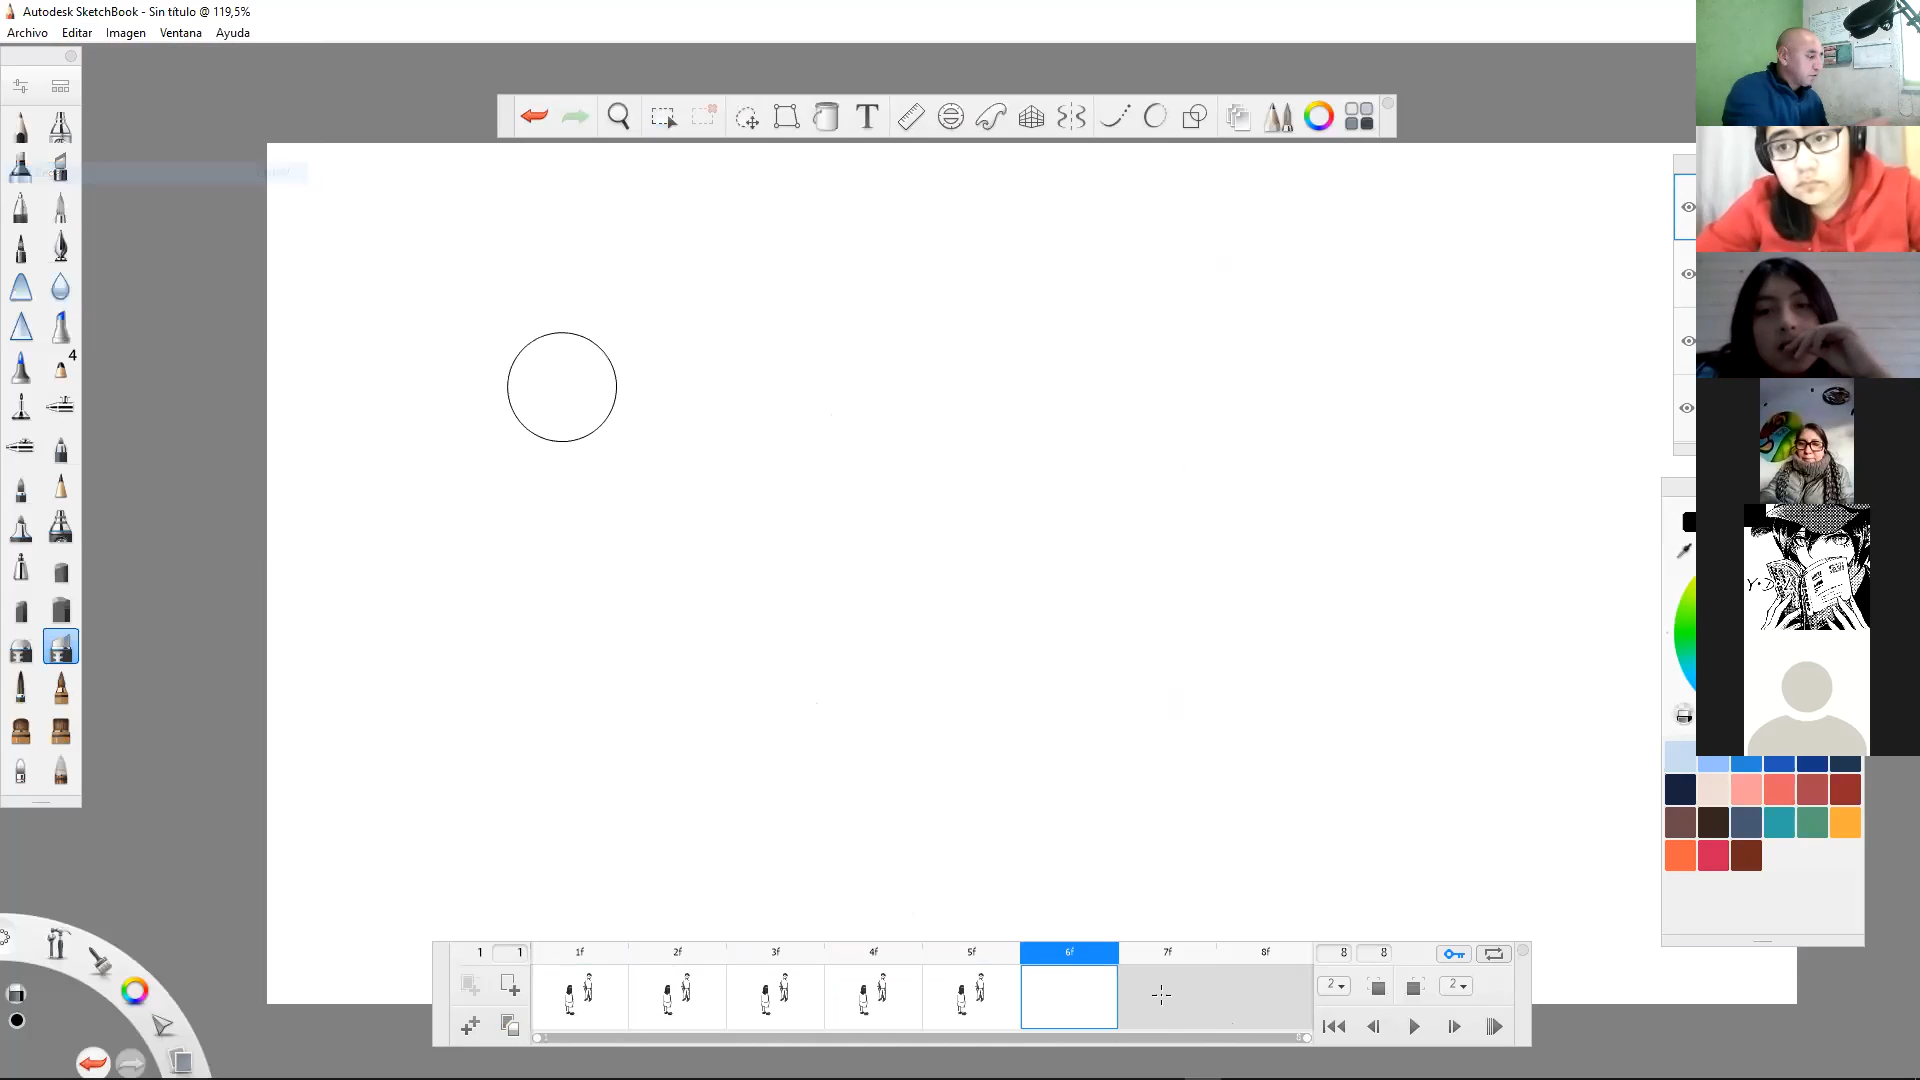 Autodesk SketchBook - Sin título @ 119,5%
Archivo Editar Imagen Ventana Ayuda
T
4
Y·D
1 1 1f 2f 3f 4f 5f 6f 7f 8f 8 8
2 2